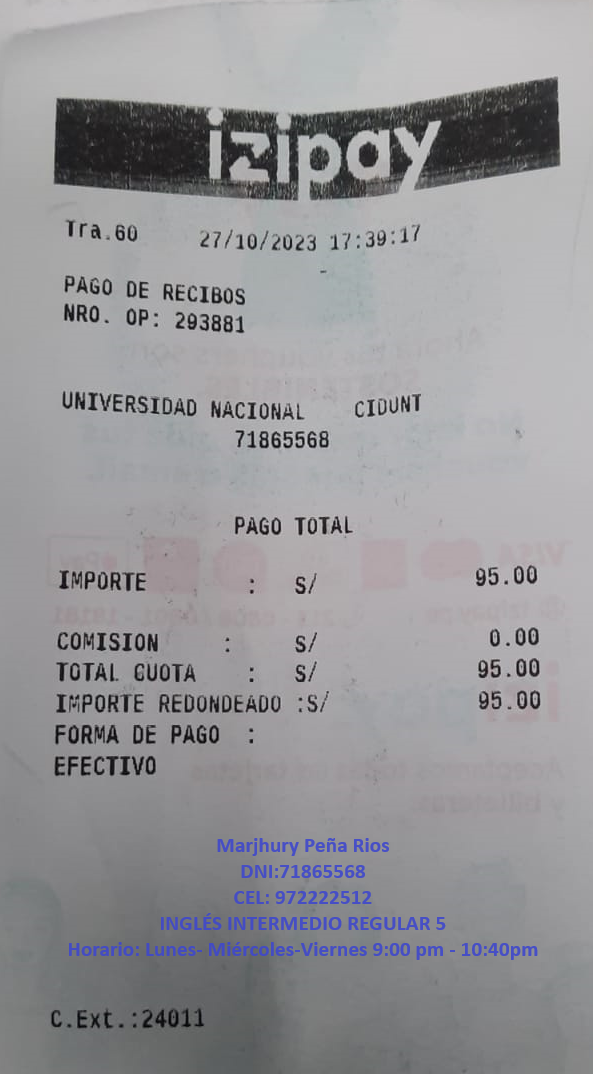 izipay
Tra.60 27/10/2023 17:39:17
PAGO DE RECIBOS
NRO. OP: 293881
UNIVERSIDAD NACIONAL CIDUNT
71865568
PAGO TOTAL
IMPORTE : S/ 95.00
COMISION : S/ 0.00
TOTAL CUOTA : S/ 95.00
IMPORTE REDONDEADO :S/ 95.00
FORMA DE PAGO :
EFECTIVO
Marjhury Peña Rios
DNI:71865568
CEL: 972222512
INGLÉS INTERMEDIO REGULAR 5
Horario: Lunes- Miércoles-Viernes 9:00 pm - 10:40pm
C.Ext.:24011